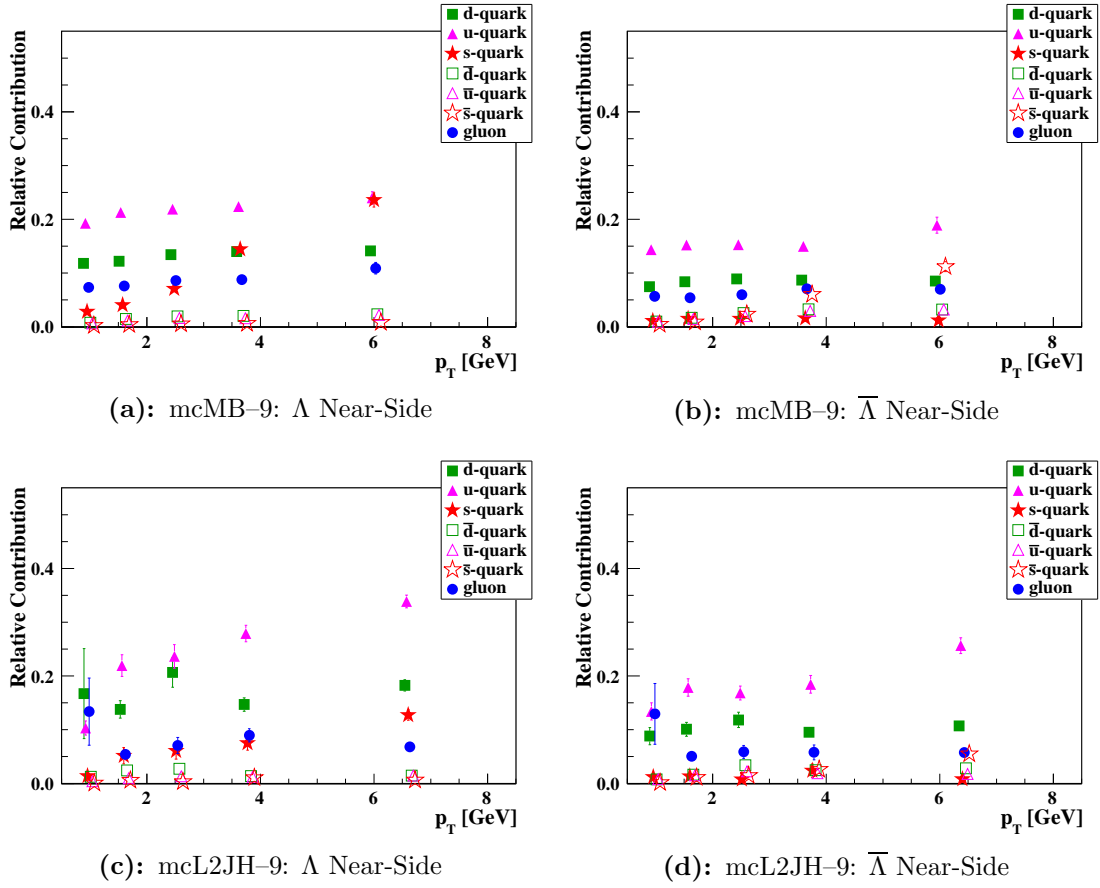 d-quark
u-quark
s-quark
d̅-quark
u̅-quark
s̅-quark
gluon
Relative Contribution
0.4
0.2
0.0
2 4 6 8
p_T [GeV]
(a): mcMB–9: Λ Near-Side
d-quark
u-quark
s-quark
d̅-quark
u̅-quark
s̅-quark
gluon
Relative Contribution
0.4
0.2
0.0
2 4 6 8
p_T [GeV]
(b): mcMB–9: Λ̅ Near-Side
d-quark
u-quark
s-quark
d̅-quark
u̅-quark
s̅-quark
gluon
Relative Contribution
0.4
0.2
0.0
2 4 6 8
p_T [GeV]
(c): mcL2JH–9: Λ Near-Side
d-quark
u-quark
s-quark
d̅-quark
u̅-quark
s̅-quark
gluon
Relative Contribution
0.4
0.2
0.0
2 4 6 8
p_T [GeV]
(d): mcL2JH–9: Λ̅ Near-Side